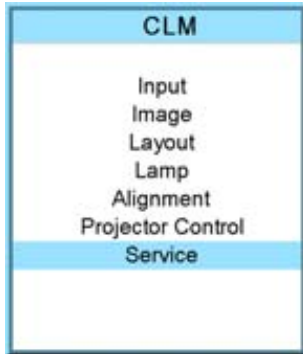 CLM
Input
Image
Layout
Lamp
Alignment
Projector Control
Service